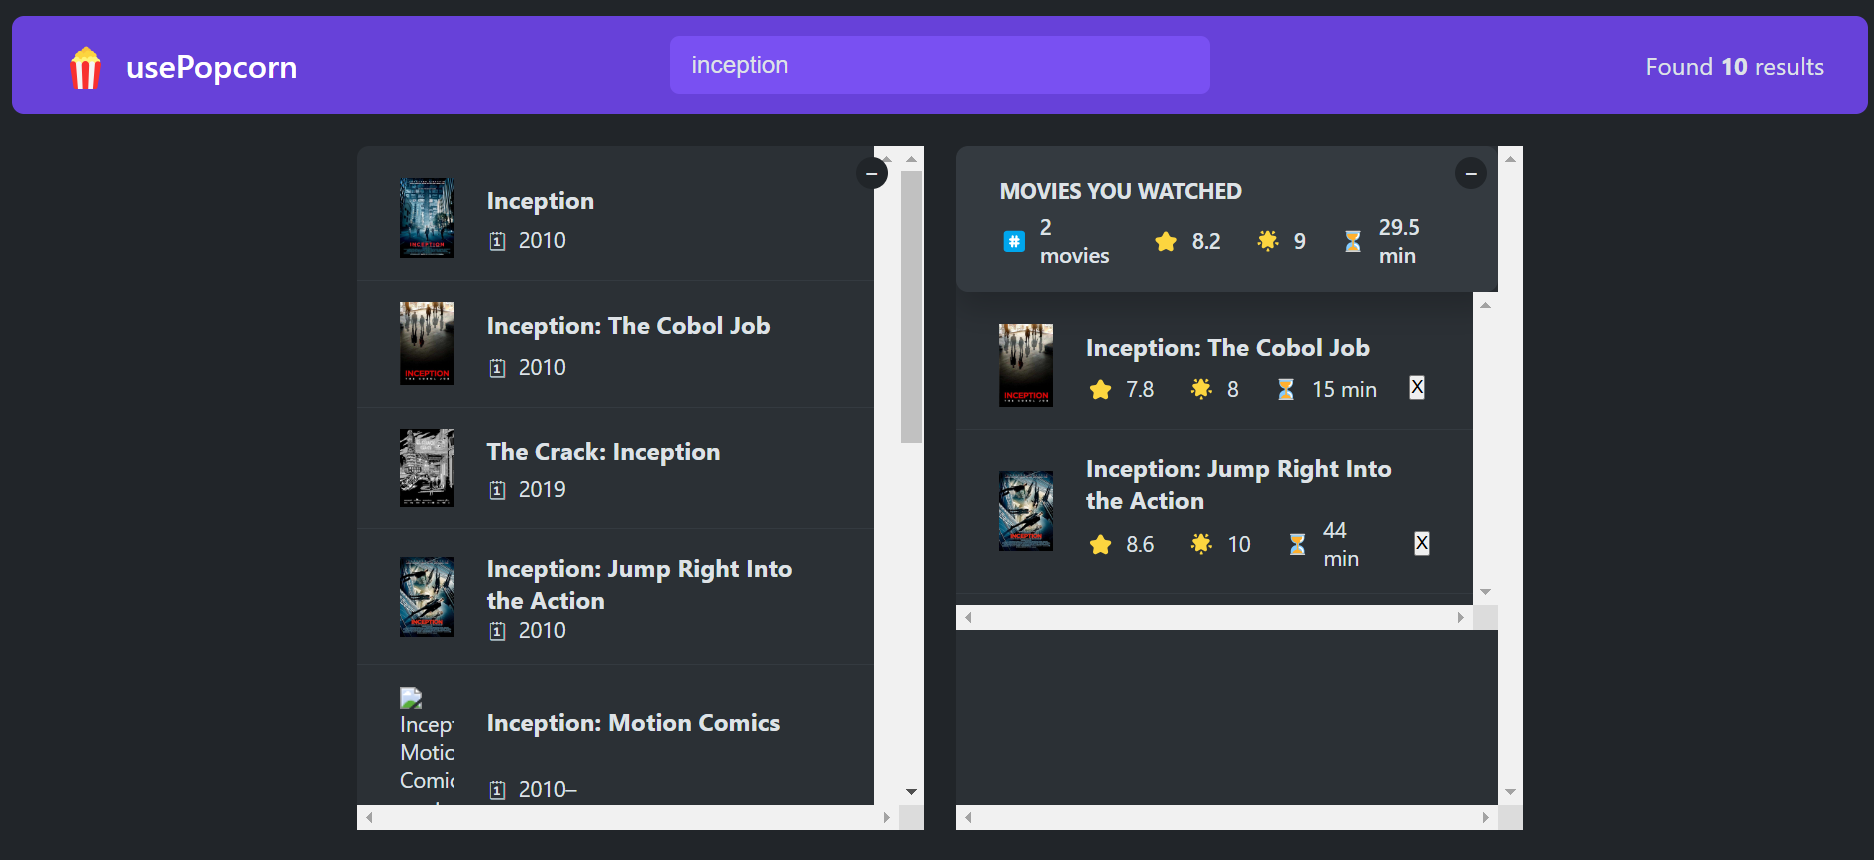 usePopcorn
inception
Found 10 results
Inception
2010
Inception: The Cobol Job
2010
The Crack: Inception
2019
Inception: Jump Right Into
the Action
2010
Incep
Motic
Comic
Inception: Motion Comics
2010–
MOVIES YOU WATCHED
2
movies
8.2
9
29.5
min
Inception: The Cobol Job
7.8
8
15 min
X
Inception: Jump Right Into
the Action
8.6
10
44
min
X